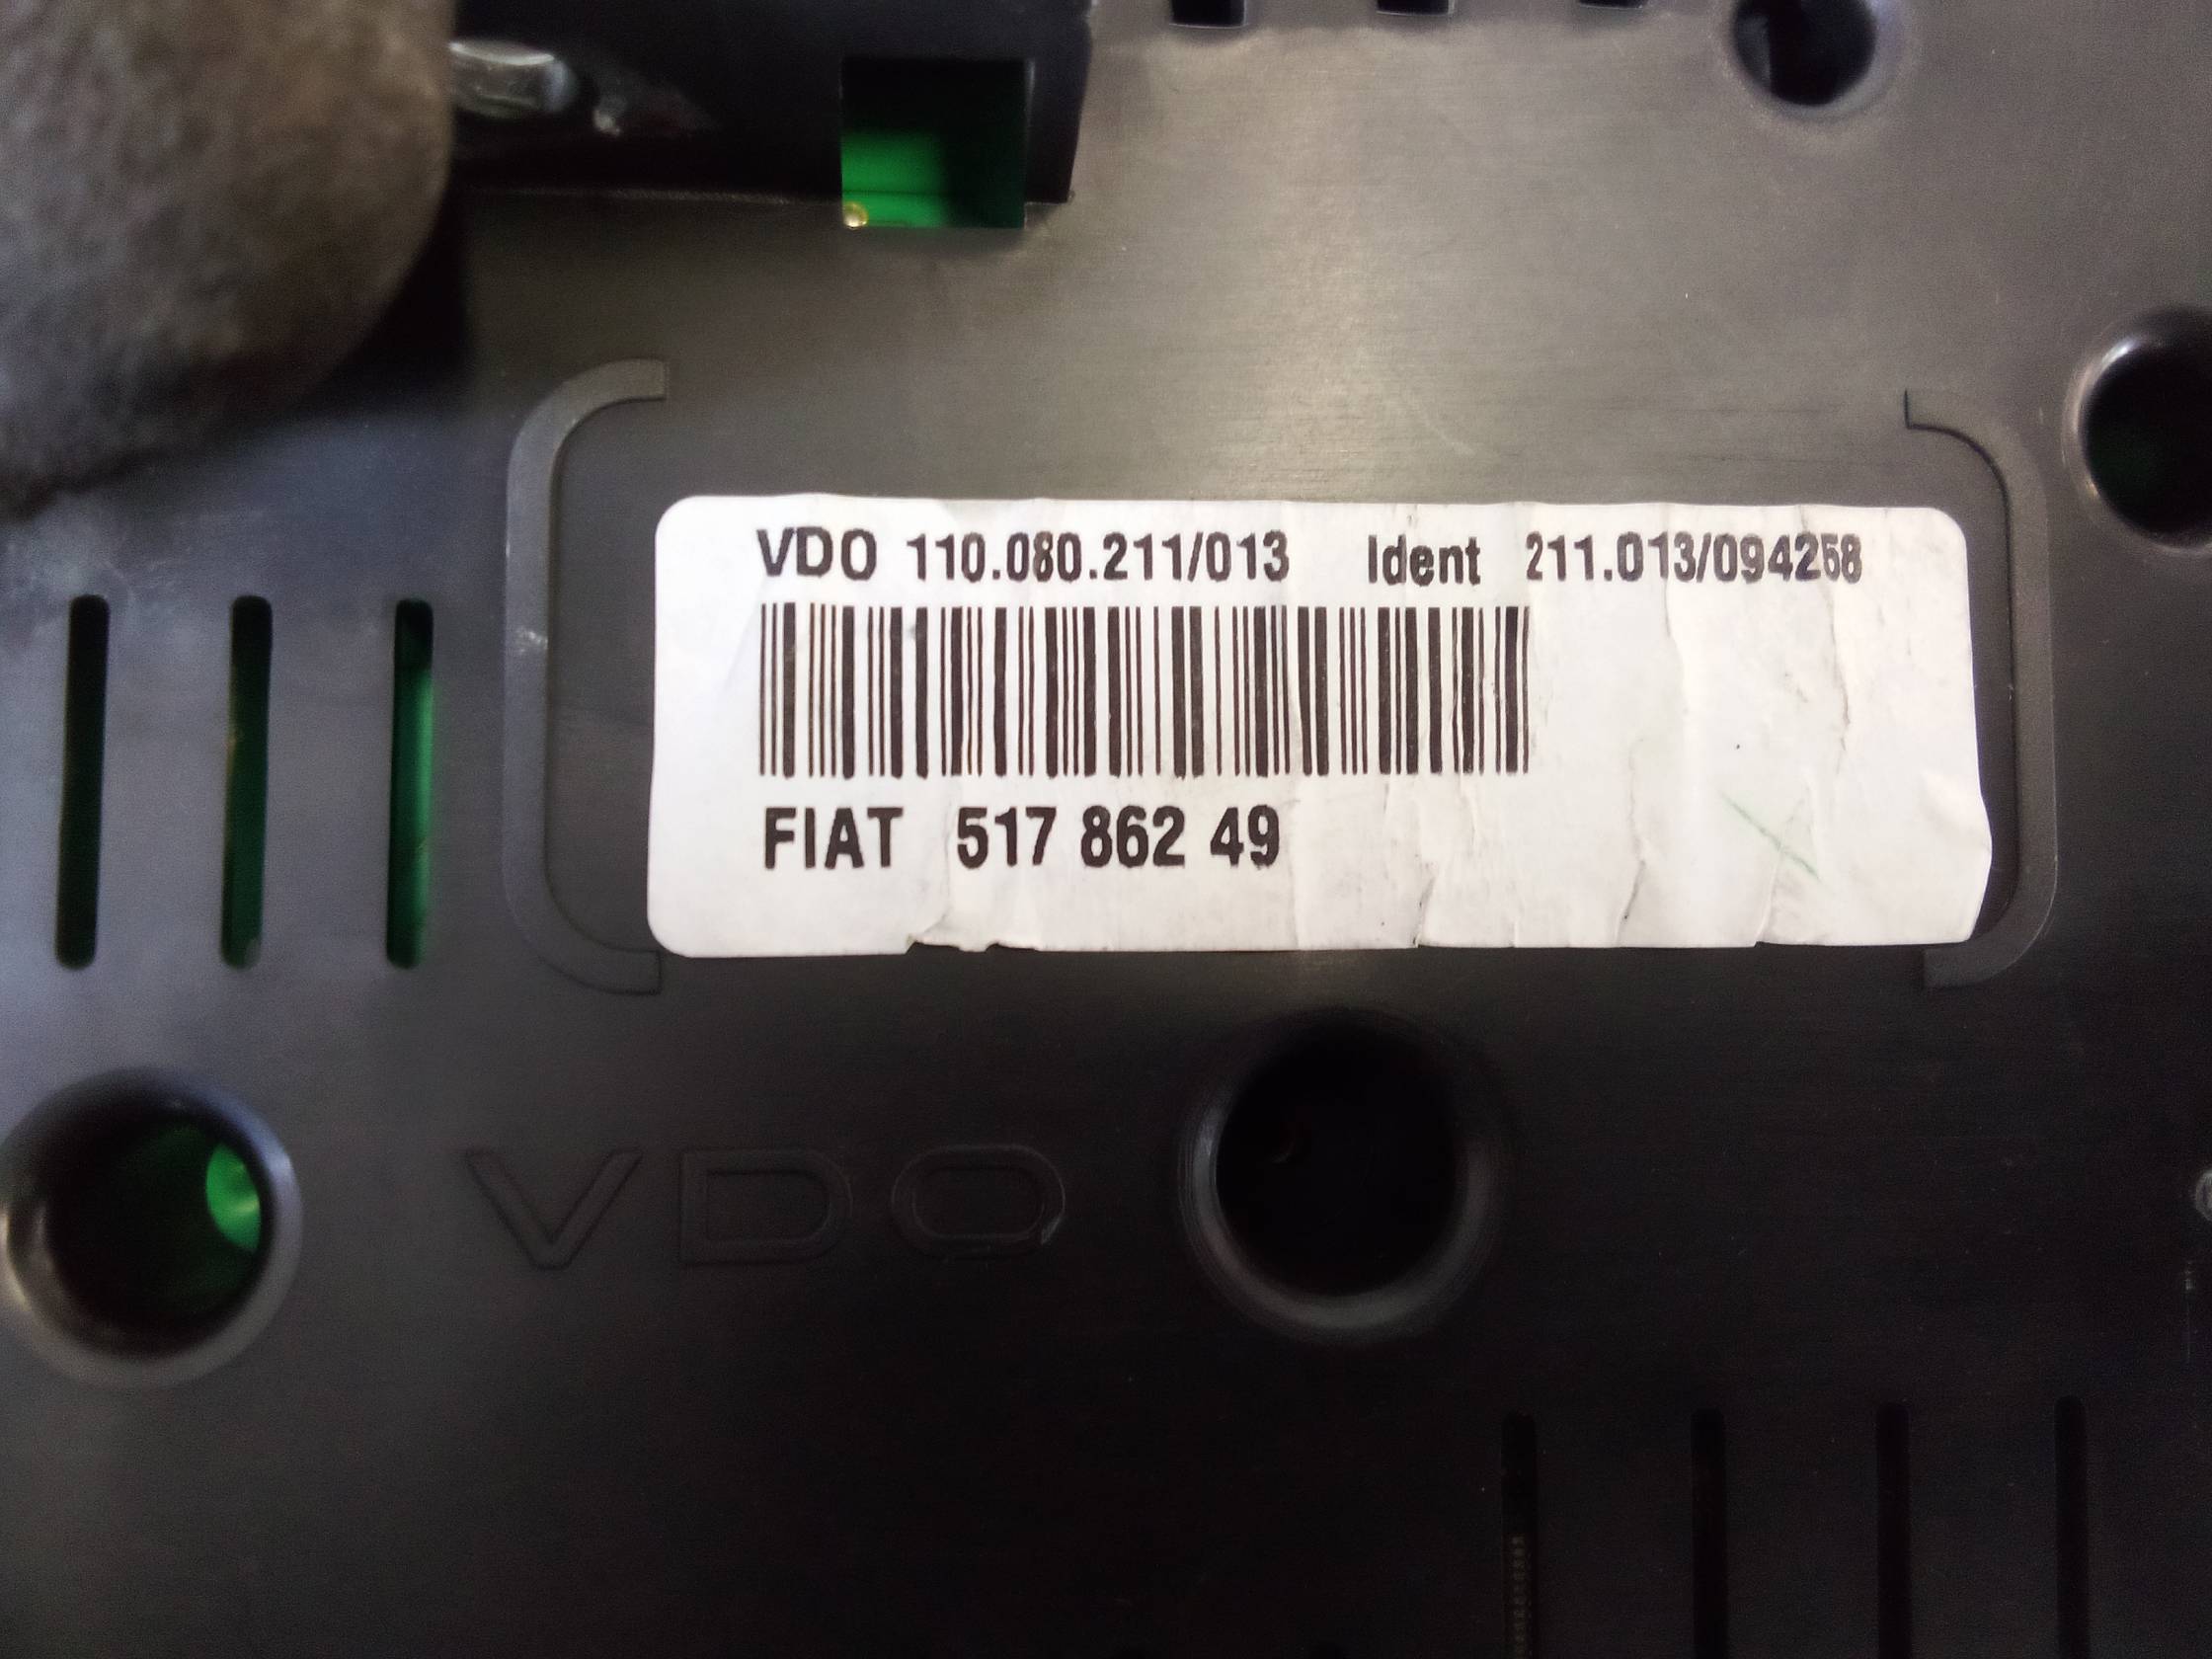 VDO 110.080.211/013 Ident 211.013/094258
FIAT 517 862 49
VDO